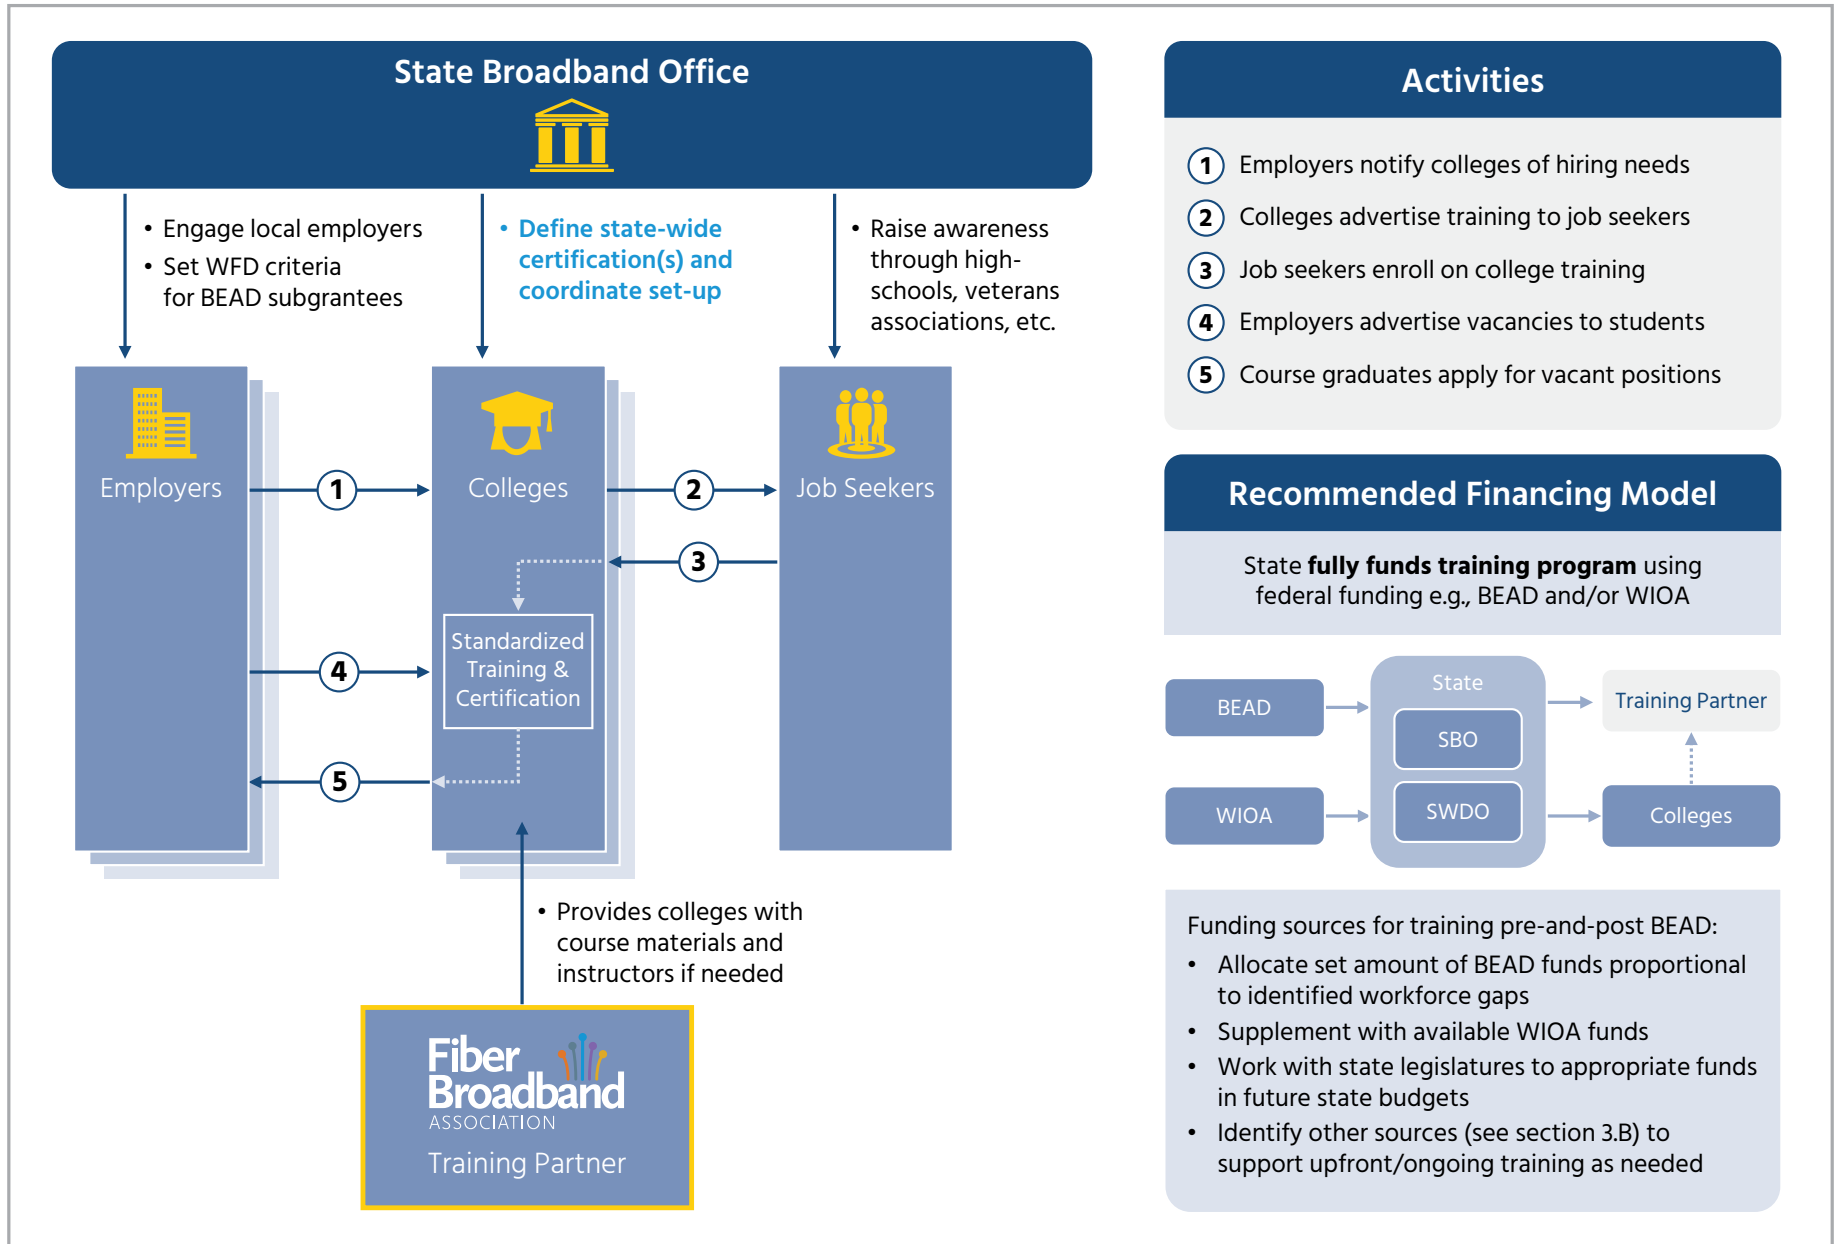 State Broadband Office
• Engage local employers
• Set WFD criteria
for BEAD subgrantees
• Define state-wide
certification(s) and
coordinate set-up
• Raise awareness
through high-
schools, veterans
associations, etc.
Employers
1
Colleges
2
Job Seekers
3
Standardized
Training &
Certification
4
5
• Provides colleges with
course materials and
instructors if needed
Fiber
Broadband
ASSOCIATION
Training Partner
Activities
1 Employers notify colleges of hiring needs
2 Colleges advertise training to job seekers
3 Job seekers enroll on college training
4 Employers advertise vacancies to students
5 Course graduates apply for vacant positions
Recommended Financing Model
State fully funds training program using
federal funding e.g., BEAD and/or WIOA
BEAD
WIOA
State
SBO
SWDO
Training Partner
Colleges
Funding sources for training pre-and-post BEAD:
• Allocate set amount of BEAD funds proportional
to identified workforce gaps
• Supplement with available WIOA funds
• Work with state legislatures to appropriate funds
in future state budgets
• Identify other sources (see section 3.B) to
support upfront/ongoing training as needed